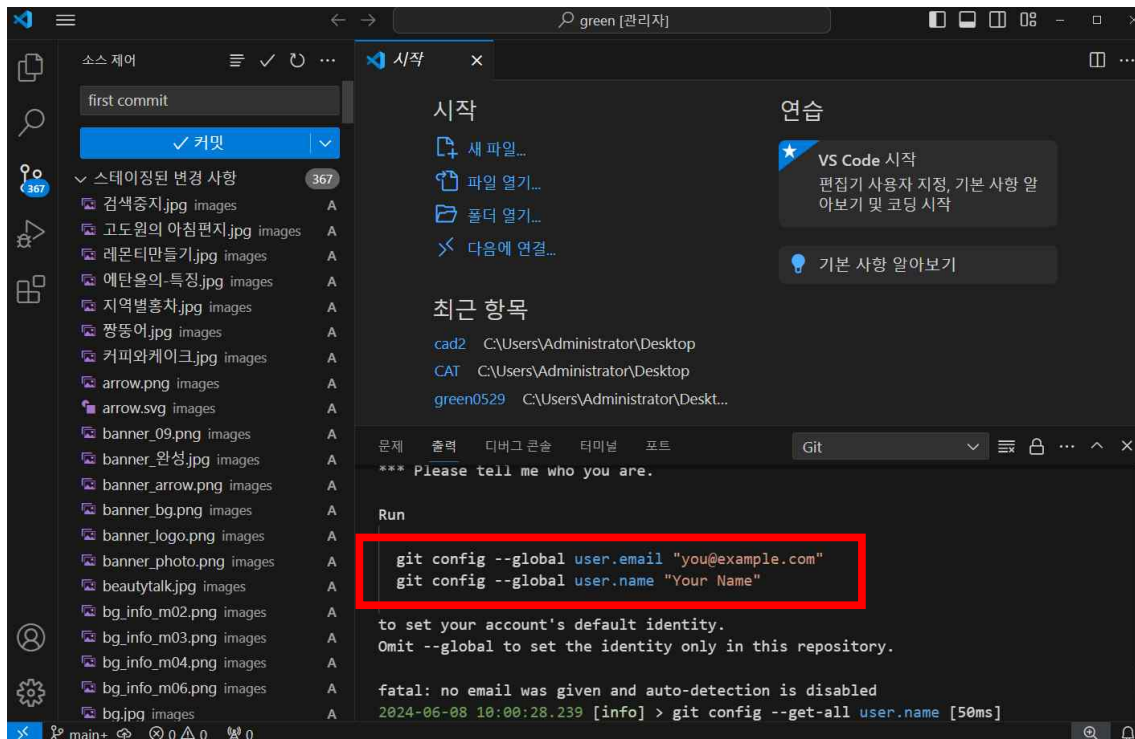 green [관리자]
소스 제어
first commit
커밋
스테이징된 변경 사항 367
367
검색중지.jpg images A
고도원의 아침편지.jpg images A
레몬티만들기.jpg images A
에탄올의-특징.jpg images A
지역별홍차.jpg images A
짱뚱어.jpg images A
커피와케이크.jpg images A
arrow.png images A
arrow.svg images A
banner_09.png images A
banner_완성.jpg images A
banner_arrow.png images A
banner_bg.png images A
banner_logo.png images A
banner_photo.png images A
beautytalk.jpg images A
bg_info_m02.png images A
bg_info_m03.png images A
bg_info_m04.png images A
bg_info_m06.png images A
bg.jpg images A
시작
시작
새 파일...
파일 열기...
폴더 열기...
다음에 연결...
최근 항목
cad2 C:\Users\Administrator\Desktop
CAT C:\Users\Administrator\Desktop
green0529 C:\Users\Administrator\Deskt...
연습
VS Code 시작
편집기 사용자 지정, 기본 사항 알
아보기 및 코딩 시작
기본 사항 알아보기
문제 출력 디버그 콘솔 터미널 포트 Git
*** Please tell me who you are.
Run
git config --global user.email "you@example.com"
git config --global user.name "Your Name"
to set your account's default identity.
Omit --global to set the identity only in this repository.
fatal: no email was given and auto-detection is disabled
2024-06-08 10:00:28.239 [info] > git config --get-all user.name [50ms]
main+ 0 0 0